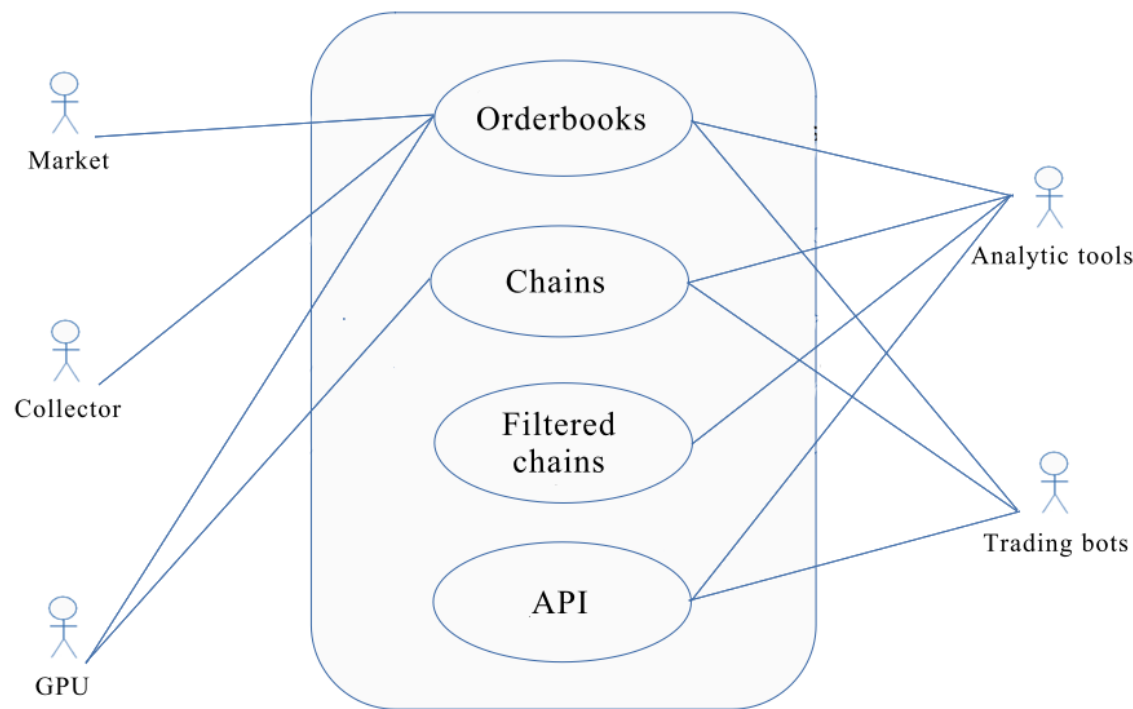 Market
Collector
GPU
Orderbooks
Chains
Filtered
chains
API
Analytic tools
Trading bots